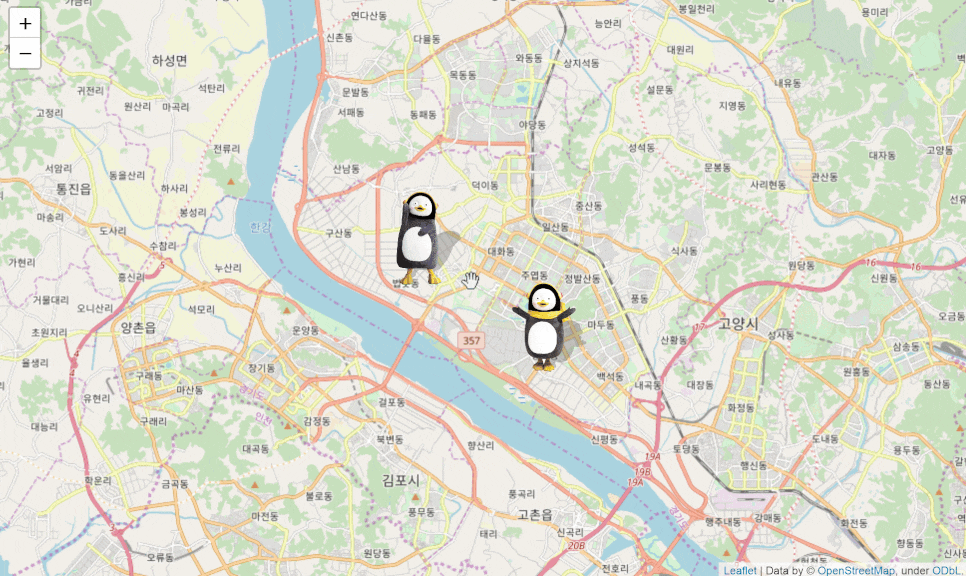 +
−
연다산동
능안리
봉일천리
용미리
신촌동
다율동
와동동
상지석동
대원리
하성면
목동동
귀전리
석탄리
문발동
설문동
내유동
고정리
원산리
마곡리
서패동
동패동
야당동
지영동
전류리
성석동
대자동
고양동
서암리
동을산리
산남동
문봉동
관산동
통진읍
하사리
덕이동
사리현동
마송리
봉성리
중산동
도사리
한강
구산동
일산동
수참리
대화동
식사동
가현리
누산리
원당동
16
16
흥신리
5
주엽동
정발산동
신원동
거물대리
오니산리
석모리
풍동
17
고양시
오금동
초원지리
양촌읍
운양동
357
마두동
성사동
산황동
삼송동
율생리
장기동
구래동
마산동
백석동
내곡동
대장동
원흥동
동산동
유현리
경기도
인천
걸포동
화정동
대능리
구래리
감정동
신평동
도내동
대곡동
북변동
향산리
19A
토당동
용두동
학운리
금곡동
김포시
19B
행신동
불로동
풍곡리
19A
마전동
풍무동
고촌읍
행주내동
강매동
화전동
오류동
원당동
태리
신곡리
20B
향동동
전호리
Leaflet | Data by © OpenStreetMap, under ODbL.